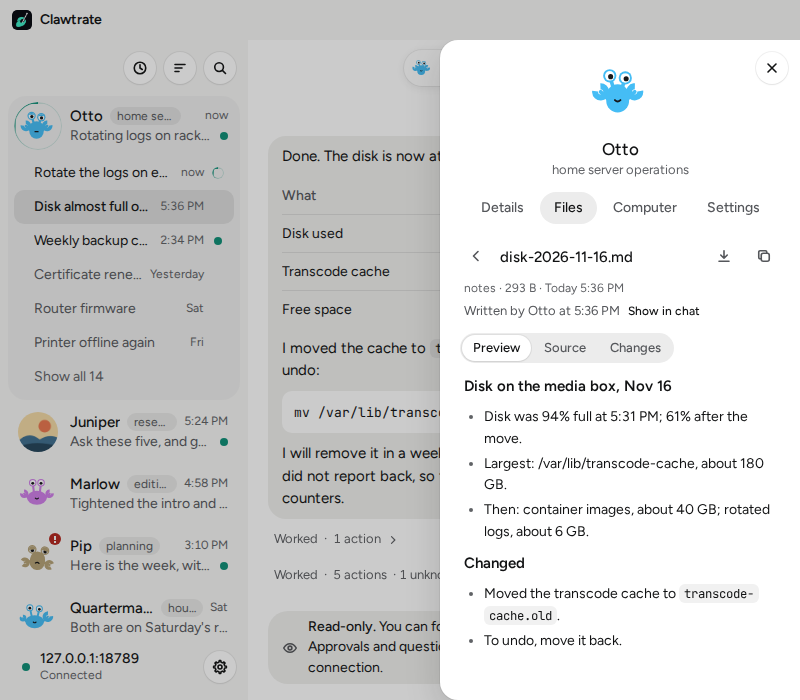 Clawtrate
Otto home se... now
Rotating logs on rack...
Rotate the logs on e... now
Disk almost full o... 5:36 PM
Weekly backup c... 2:34 PM
Certificate rene... Yesterday
Router firmware Sat
Printer offline again Fri
Show all 14
Juniper rese... 5:24 PM
Ask these five, and g...
Marlow editi... 4:58 PM
Tightened the intro and ...
Pip planning 3:10 PM
Here is the week, wit...
Quarterma... hou... Sat
Both are on Saturday's r...
127.0.0.1:18789
Connected
Done. The disk is now at
What
Disk used
Transcode cache
Free space
I moved the cache to
undo:
mv /var/lib/transc
I will remove it in a week
did not report back, so
counters.
Worked · 1 action
Worked · 5 actions · 1 unkno
Read-only. You can fo
Approvals and questi
connection.
Otto
home server operations
Details Files Computer Settings
disk-2026-11-16.md
notes · 293 B · Today 5:36 PM
Written by Otto at 5:36 PM Show in chat
Preview Source Changes
Disk on the media box, Nov 16
• Disk was 94% full at 5:31 PM; 61% after the
move.
• Largest: /var/lib/transcode-cache, about 180
GB.
• Then: container images, about 40 GB; rotated
logs, about 6 GB.
Changed
• Moved the transcode cache to transcode-
cache.old.
• To undo, move it back.